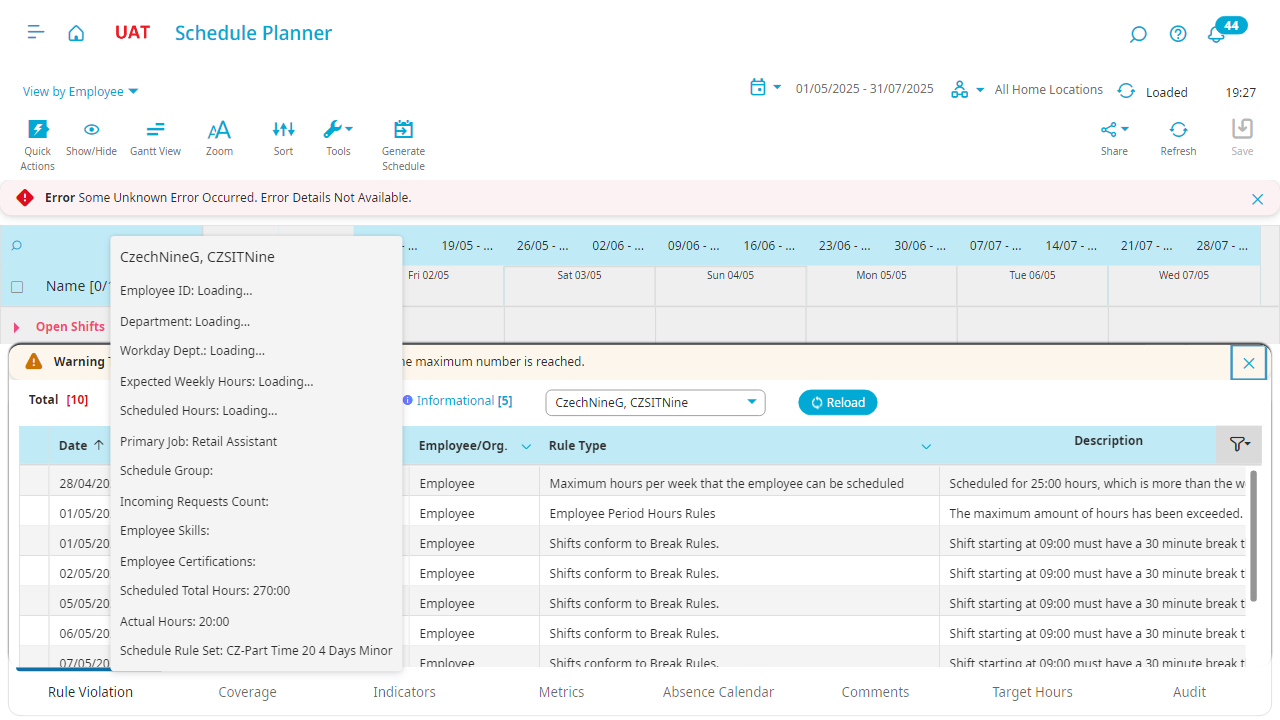 UAT Schedule Planner 44
View by Employee 01/05/2025 - 31/07/2025 All Home Locations Loaded 19:27
Quick Actions Show/Hide Gantt View Zoom Sort Tools Generate Schedule Share Refresh Save
Error Some Unknown Error Occurred. Error Details Not Available.
- ... 19/05 - ... 26/05 - ... 02/06 - ... 09/06 - ... 16/06 - ... 23/06 - ... 30/06 - ... 07/07 - ... 14/07 - ... 21/07 - ... 28/07 - ...
Name [0/ Fri 02/05 Sat 03/05 Sun 04/05 Mon 05/05 Tue 06/05 Wed 07/05
Open Shifts
CzechNineG, CZSITNine
Employee ID: Loading...
Department: Loading...
Workday Dept.: Loading...
Expected Weekly Hours: Loading...
Scheduled Hours: Loading...
Primary Job: Retail Assistant
Schedule Group:
Incoming Requests Count:
Employee Skills:
Employee Certifications:
Scheduled Total Hours: 270:00
Actual Hours: 20:00
Schedule Rule Set: CZ-Part Time 20 4 Days Minor
Warning e maximum number is reached.
Total [10] Informational [5] CzechNineG, CZSITNine Reload
Date Employee/Org. Rule Type Description
28/04/20 Employee Maximum hours per week that the employee can be scheduled Scheduled for 25:00 hours, which is more than the w
01/05/20 Employee Employee Period Hours Rules The maximum amount of hours has been exceeded.
01/05/20 Employee Shifts conform to Break Rules. Shift starting at 09:00 must have a 30 minute break t
02/05/20 Employee Shifts conform to Break Rules. Shift starting at 09:00 must have a 30 minute break t
05/05/20 Employee Shifts conform to Break Rules. Shift starting at 09:00 must have a 30 minute break t
06/05/20 Employee Shifts conform to Break Rules. Shift starting at 09:00 must have a 30 minute break t
07/05/20 Employee Shifts conform to Break Rules. Shift starting at 09:00 must have a 30 minute break t
Rule Violation Coverage Indicators Metrics Absence Calendar Comments Target Hours Audit